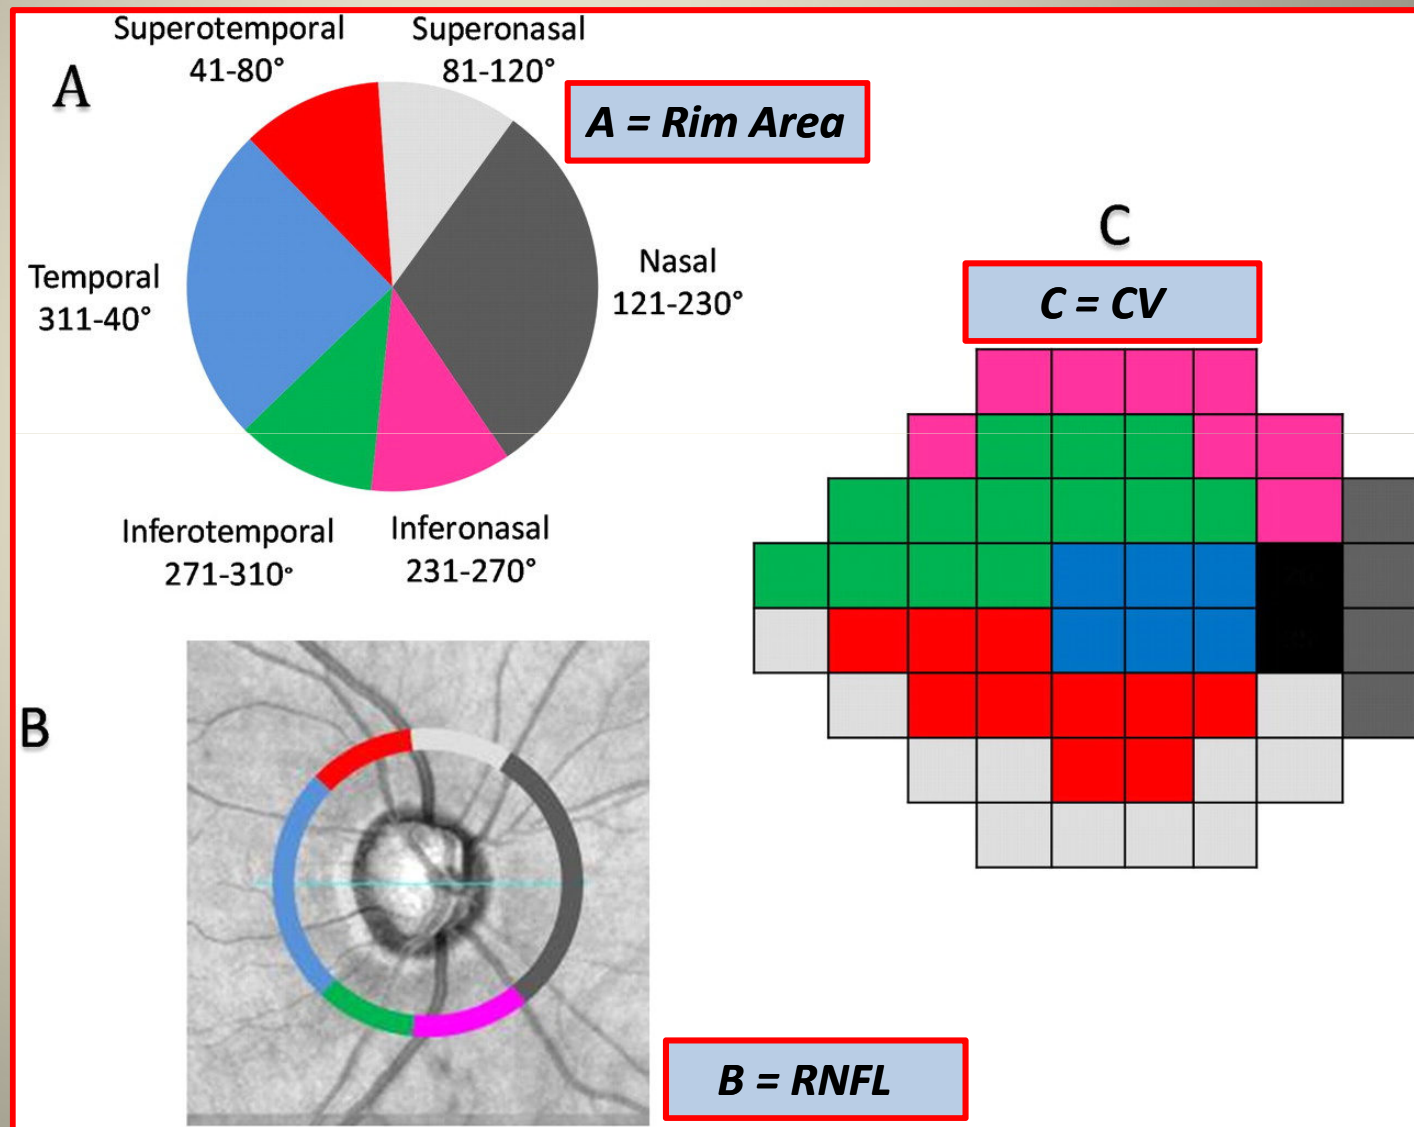 Superotemporal
41-80°
Superonasal
81-120°
A
A = Rim Area
Temporal
311-40°
Nasal
121-230°
C
C = CV
Inferotemporal
271-310°
Inferonasal
231-270°
B
B = RNFL